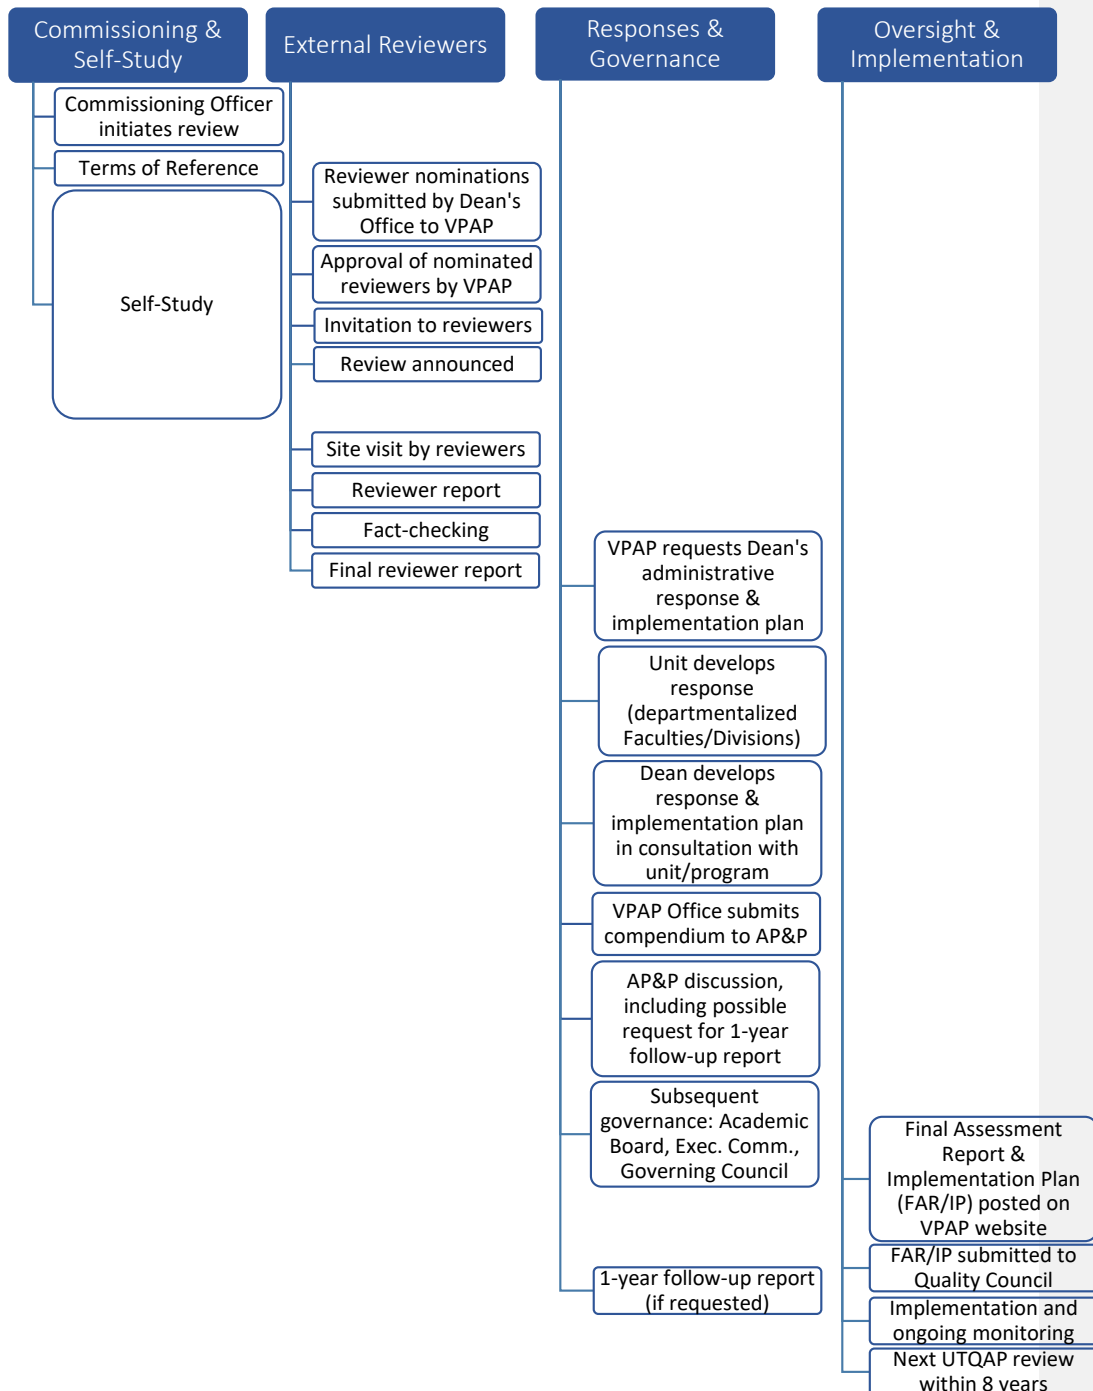 Commissioning &
Self-Study
Commissioning Officer
initiates review
Terms of Reference
Self-Study
External Reviewers
Reviewer nominations
submitted by Dean's
Office to VPAP
Approval of nominated
reviewers by VPAP
Invitation to reviewers
Review announced
Site visit by reviewers
Reviewer report
Fact-checking
Final reviewer report
Responses &
Governance
VPAP requests Dean's
administrative
response &
implementation plan
Unit develops
response
(departmentalized
Faculties/Divisions)
Dean develops
response &
implementation plan
in consultation with
unit/program
VPAP Office submits
compendium to AP&P
AP&P discussion,
including possible
request for 1-year
follow-up report
Subsequent
governance: Academic
Board, Exec. Comm.,
Governing Council
1-year follow-up report
(if requested)
Oversight &
Implementation
Final Assessment
Report &
Implementation Plan
(FAR/IP) posted on
VPAP website
FAR/IP submitted to
Quality Council
Implementation and
ongoing monitoring
Next UTQAP review
within 8 years